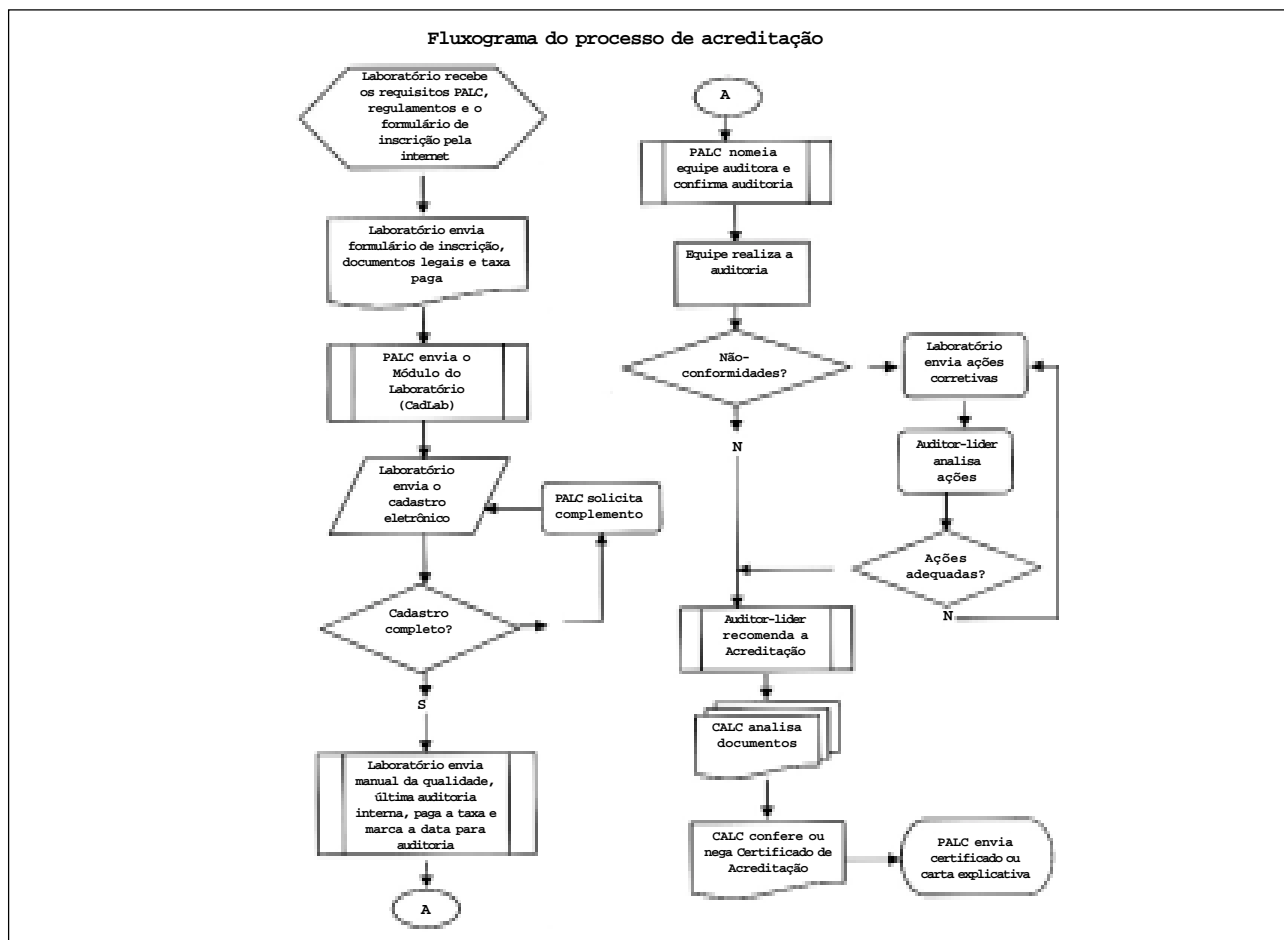 Fluxograma do processo de acreditação
Laboratório recebe
os requisitos PALC,
regulamentos e o
formulário de
inscrição pela
internet
Laboratório envia
formulário de inscrição,
documentos legais e taxa
paga
PALC envia o
Módulo do
Laboratório
(CadLab)
Laboratório
envia o
cadastro
eletrônico
PALC solicita
complemento
Cadastro
completo?
S
Laboratório envia
manual da qualidade,
última auditoria
interna, paga a taxa e
marca a data para
auditoria
A
A
PALC nomeia
equipe auditora e
confirma auditoria
Equipe realiza a
auditoria
Não-
conformidades?
N
Laboratório
envia ações
corretivas
Auditor-lider
analisa
ações
Ações
adequadas?
N
Auditor-lider
recomenda a
Acreditação
CALC analisa
documentos
CALC confere ou
nega Certificado de
Acreditação
PALC envia
certificado ou
carta explicativa